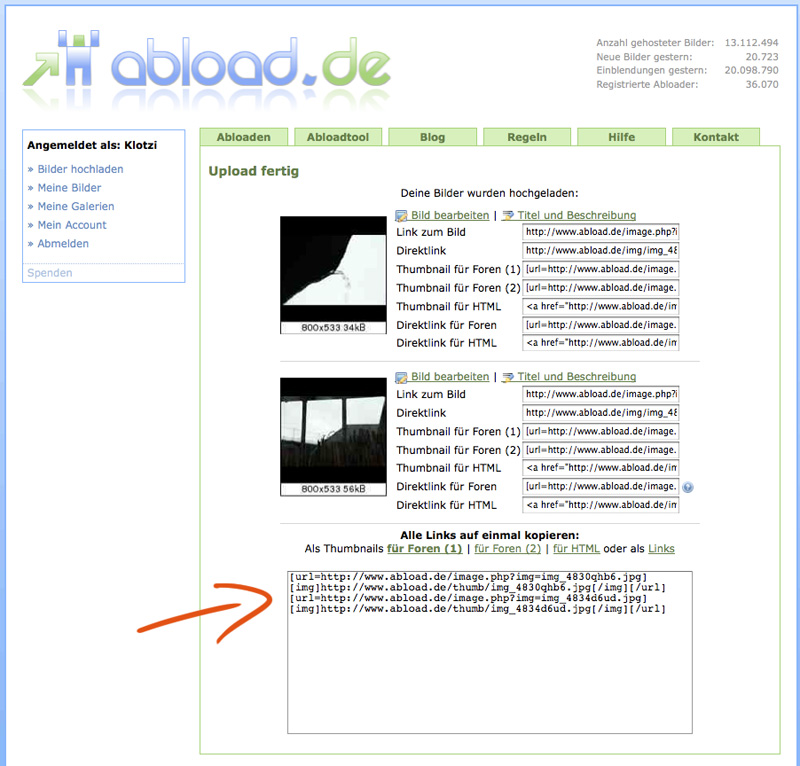 abload.de
Anzahl gehosteter Bilder: 13.112.494
Neue Bilder gestern: 20.723
Einblendungen gestern: 20.098.790
Registrierte Abloader: 36.070
Angemeldet als: Klotzi
» Bilder hochladen
» Meine Bilder
» Meine Galerien
» Mein Account
» Abmelden
Spenden
Abloaden Abloadtool Blog Regeln Hilfe Kontakt
Upload fertig
Deine Bilder wurden hochgeladen:
Bild bearbeiten | Titel und Beschreibung
Link zum Bild http://www.abload.de/image.php?i
Direktlink http://www.abload.de/img/img_48
Thumbnail für Foren (1) [url=http://www.abload.de/image.
Thumbnail für Foren (2) [url=http://www.abload.de/image.
Thumbnail für HTML <a href="http://www.abload.de/im
Direktlink für Foren [url=http://www.abload.de/image.
Direktlink für HTML <a href="http://www.abload.de/im
800x533 34kB
Bild bearbeiten | Titel und Beschreibung
Link zum Bild http://www.abload.de/image.php?i
Direktlink http://www.abload.de/img/img_48
Thumbnail für Foren (1) [url=http://www.abload.de/image.
Thumbnail für Foren (2) [url=http://www.abload.de/image.
Thumbnail für HTML <a href="http://www.abload.de/im
Direktlink für Foren [url=http://www.abload.de/image.
Direktlink für HTML <a href="http://www.abload.de/im
800x533 56kB
Alle Links auf einmal kopieren:
Als Thumbnails für Foren (1) | für Foren (2) | für HTML oder als Links
[url=http://www.abload.de/image.php?img=img_4830qhb6.jpg]
[img]http://www.abload.de/thumb/img_4830qhb6.jpg[/img][/url]
[url=http://www.abload.de/image.php?img=img_4834d6ud.jpg]
[img]http://www.abload.de/thumb/img_4834d6ud.jpg[/img][/url]